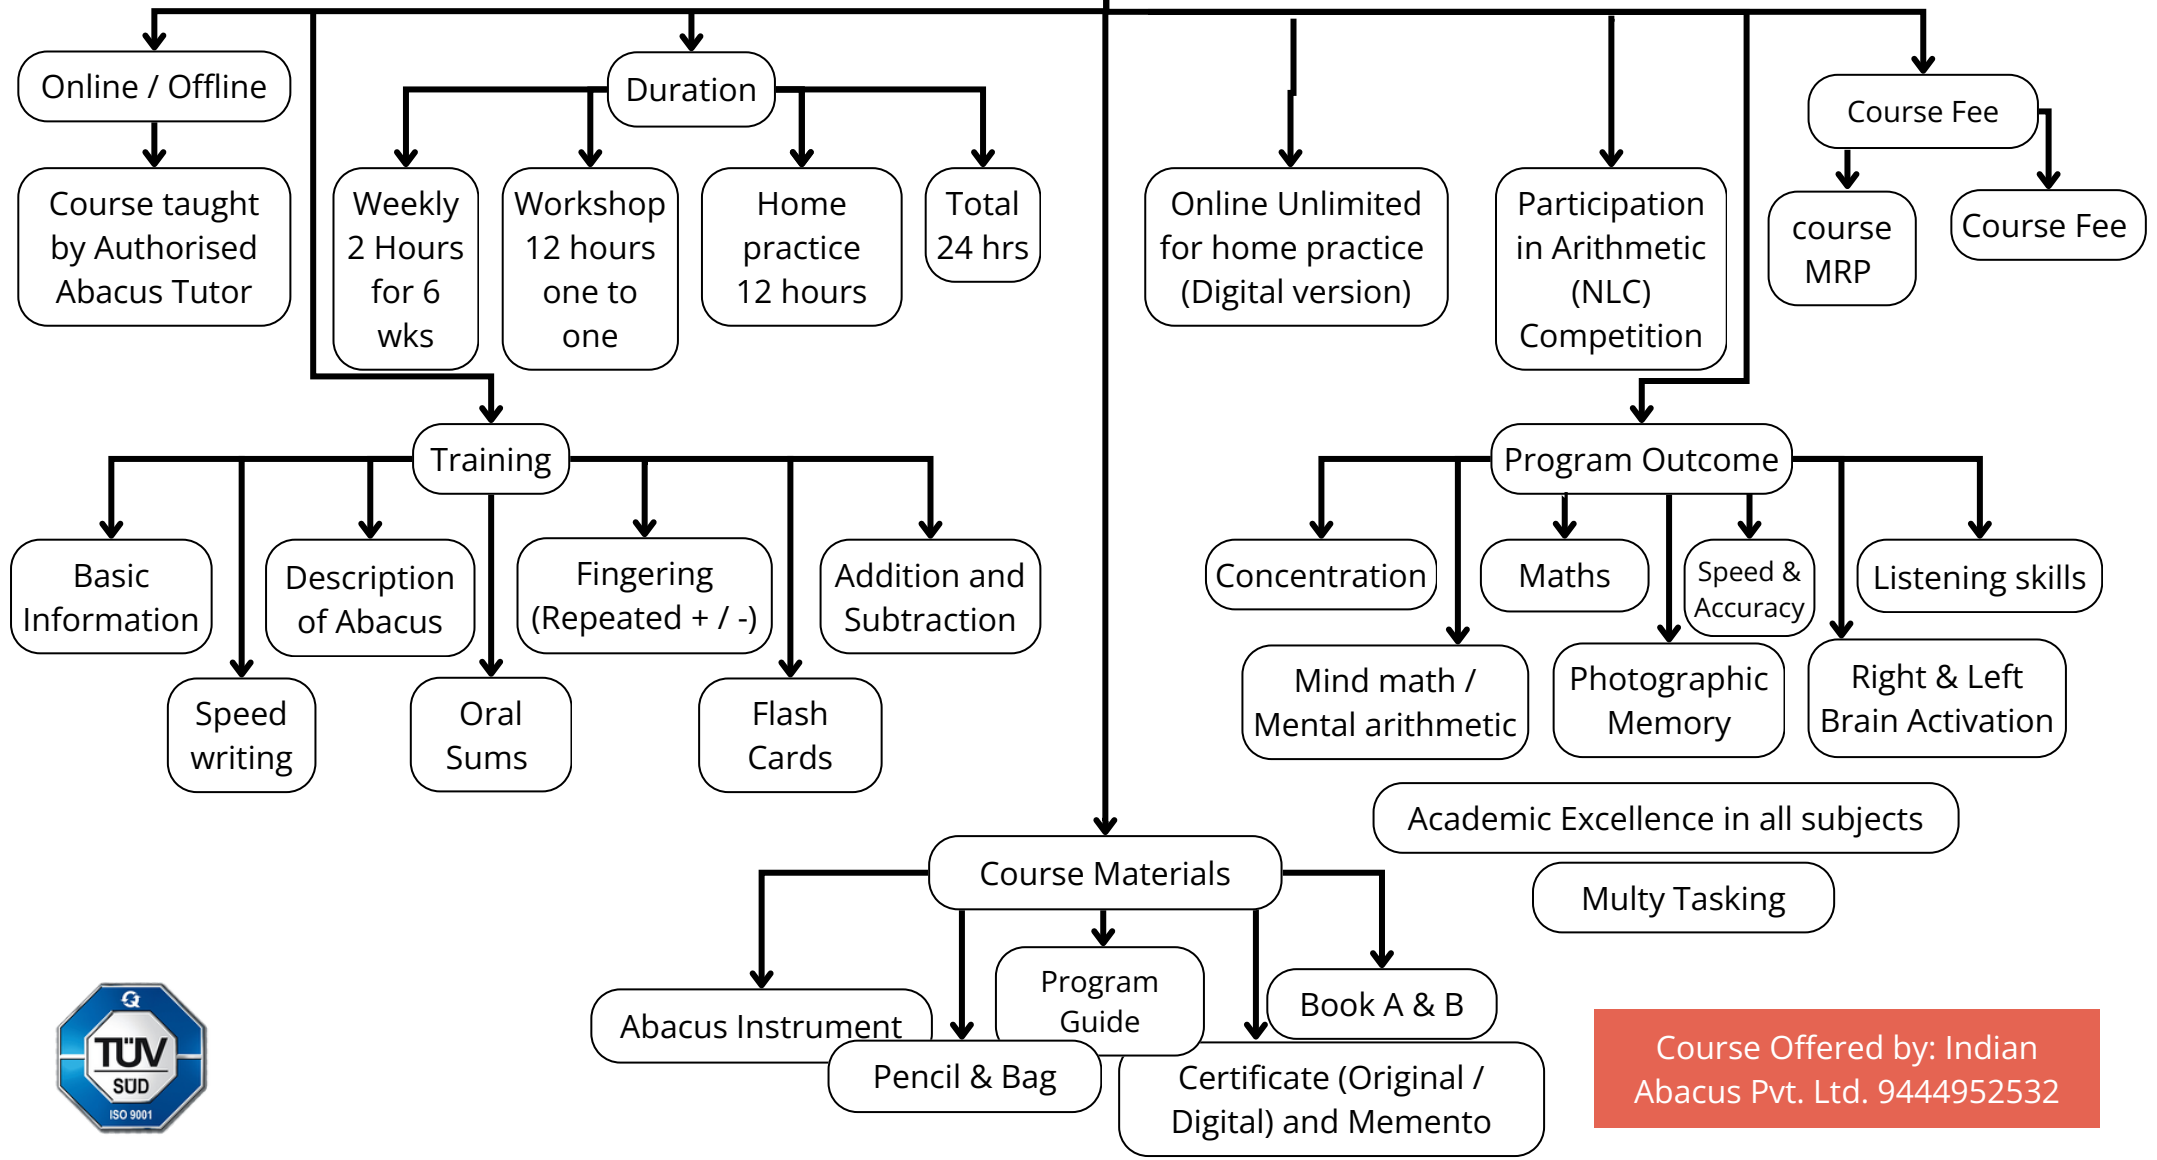 Online / Offline
Course taught
by Authorised
Abacus Tutor
Duration
Weekly
2 Hours
for 6
wks
Workshop
12 hours
one to
one
Home
practice
12 hours
Total
24 hrs
Online Unlimited
for home practice
(Digital version)
Participation
in Arithmetic
(NLC)
Competition
Course Fee
course
MRP
Course Fee
Training
Basic
Information
Speed
writing
Description
of Abacus
Oral
Sums
Fingering
(Repeated + / -)
Flash
Cards
Addition and
Subtraction
Program Outcome
Concentration
Mind math /
Mental arithmetic
Maths
Photographic
Memory
Speed &
Accuracy
Right & Left
Brain Activation
Listening skills
Academic Excellence in all subjects
Multy Tasking
Course Materials
Abacus Instrument
Pencil & Bag
Program
Guide
Certificate (Original /
Digital) and Memento
Book A & B
TÜV
SÜD
ISO 9001
Course Offered by: Indian
Abacus Pvt. Ltd. 9444952532